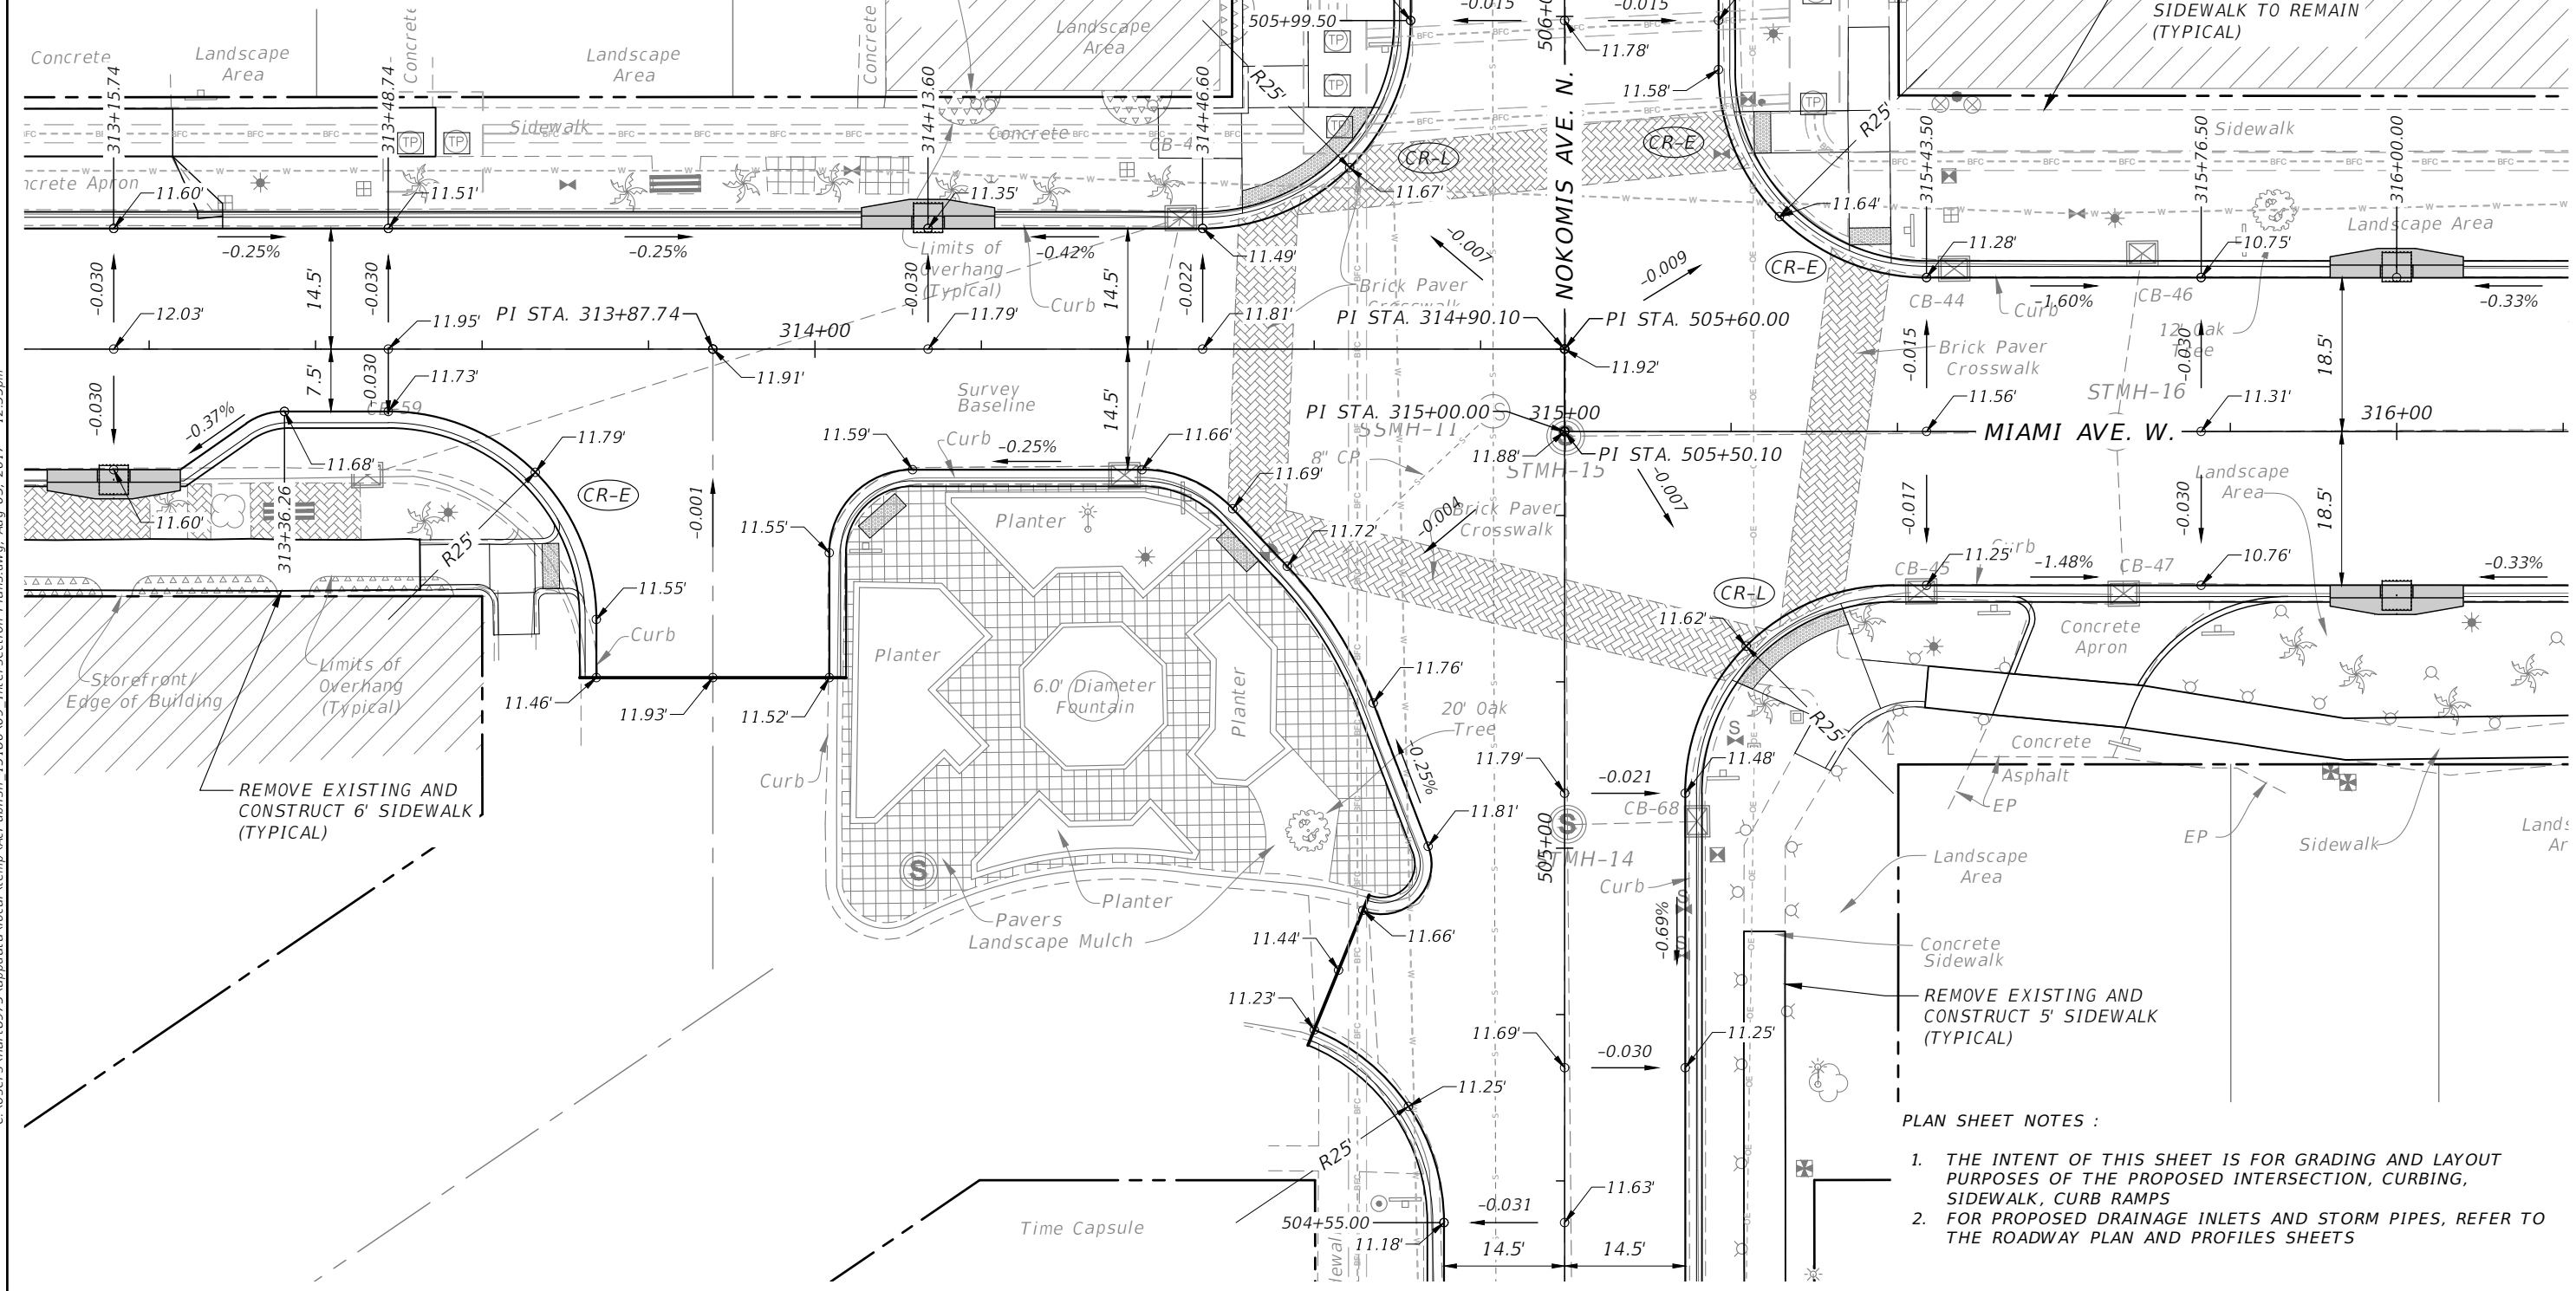 505+99.50
-0.015
-0.015
SIDEWALK TO REMAIN
(TYPICAL)
Concrete
Landscape
Area
Concrete
Landscape
Area
Concrete
Landscape
Area
TP
TP
R25'
11.78'
11.58'
313+15.74
313+48.74
314+13.60
314+46.60
NOKOMIS AVE. N.
CR-L
CR-E
R25'
315+43.50
315+76.50
316+00.00
Sidewalk
BFC
Sidewalk
Concrete
CB-4
TP
TP
TP
TP
Concrete Apron
11.60'
11.51'
11.35'
11.67'
11.64'
Landscape Area
-0.25%
-0.25%
Limits of
Overhang
(Typical)
-0.42%
11.49'
-0.007
-0.009
CR-E
11.28'
10.75'
-0.030
-0.030
-0.030
-0.022
14.5'
14.5'
Curb
Brick Paver
Crosswalk
CB-44
Curb
-1.60%
CB-46
-0.33%
12.03'
11.95'
PI STA. 313+87.74
314+00
11.79'
11.81'
PI STA. 314+90.10
PI STA. 505+60.00
12' Oak
Tree
-0.015
-0.030
18.5'
Brick Paver
Crosswalk
-0.030
7.5'
-0.030
11.73'
11.91'
11.92'
CB-59
Survey
Baseline
14.5'
STMH-16
11.56'
11.31'
-0.37%
PI STA. 315+00.00
315+00
316+00
MIAMI AVE. W.
SSMH-11
11.79'
11.59'
Curb
-0.25%
11.66'
8" CP
11.88'
PI STA. 505+50.10
STMH-15
11.68'
11.69'
Landscape
Area
CR-E
-0.001
-0.007
-0.017
-0.030
18.5'
11.60'
313+36.26
R25'
11.55'
Planter
11.72'
-0.004
Brick Paver
Crosswalk
11.25'
Curb
CB-45
-1.48%
CB-47
10.76'
-0.33%
11.55'
CR-L
11.62'
Curb
Storefront/
Edge of Building
Limits of
Overhang
(Typical)
Planter
6.0' Diameter
Fountain
Planter
11.76'
Concrete
Apron
11.46'
11.93'
11.52'
20' Oak
Tree
R25'
S
Concrete
Asphalt
EP
11.79'
-0.021
11.48'
-0.25%
Curb
REMOVE EXISTING AND
CONSTRUCT 6' SIDEWALK
(TYPICAL)
11.81'
CB-68
505+00
STMH-14
EP
Sidewalk
S
S
Curb
Landscape
Area
Planter
Pavers
Landscape Mulch
11.44'
11.66'
-0.69%
Concrete
Sidewalk
11.23'
REMOVE EXISTING AND
CONSTRUCT 5' SIDEWALK
(TYPICAL)
11.69'
-0.030
11.25'
11.25'
R25'
11.63'
-0.031
504+55.00
11.18'
14.5'
14.5'
Time Capsule
PLAN SHEET NOTES :
1. THE INTENT OF THIS SHEET IS FOR GRADING AND LAYOUT
PURPOSES OF THE PROPOSED INTERSECTION, CURBING,
SIDEWALK, CURB RAMPS
2. FOR PROPOSED DRAINAGE INLETS AND STORM PIPES, REFER TO
THE ROADWAY PLAN AND PROFILES SHEETS